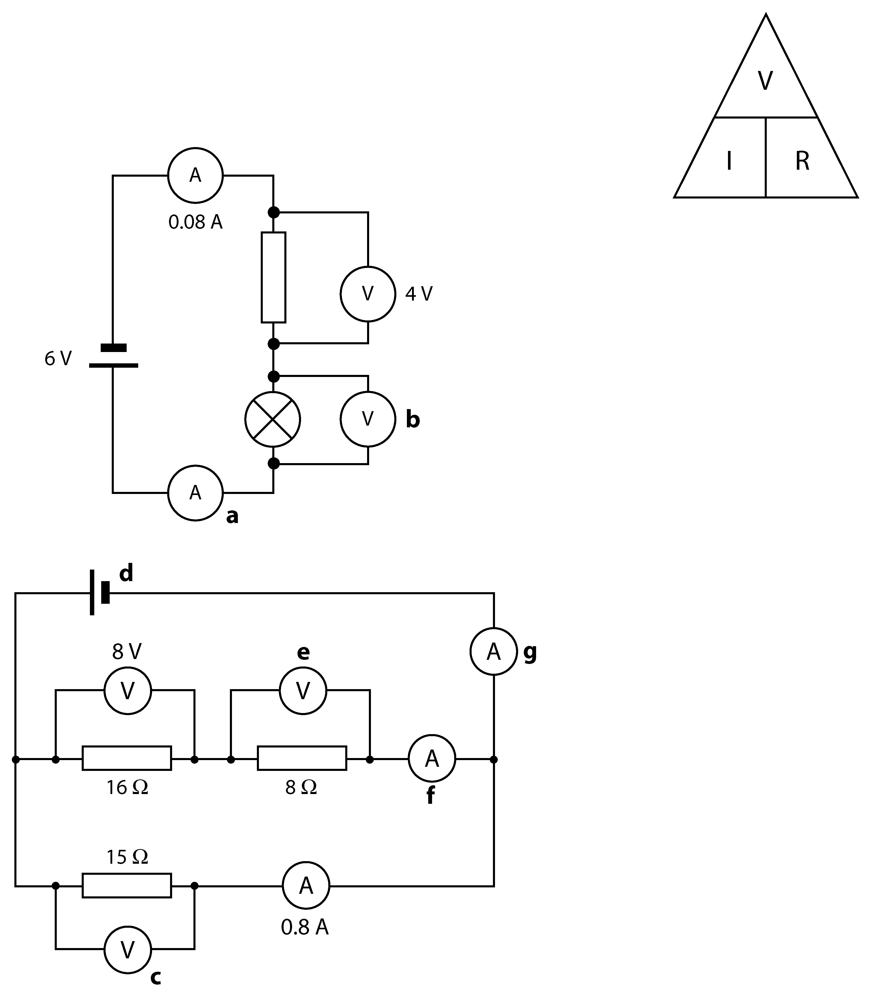 V
I R
A
0.08 A
V 4 V
6 V
V b
A
a
d
8 V e
A g
V V
A
16 Ω 8 Ω
f
15 Ω
A
0.8 A
V
c